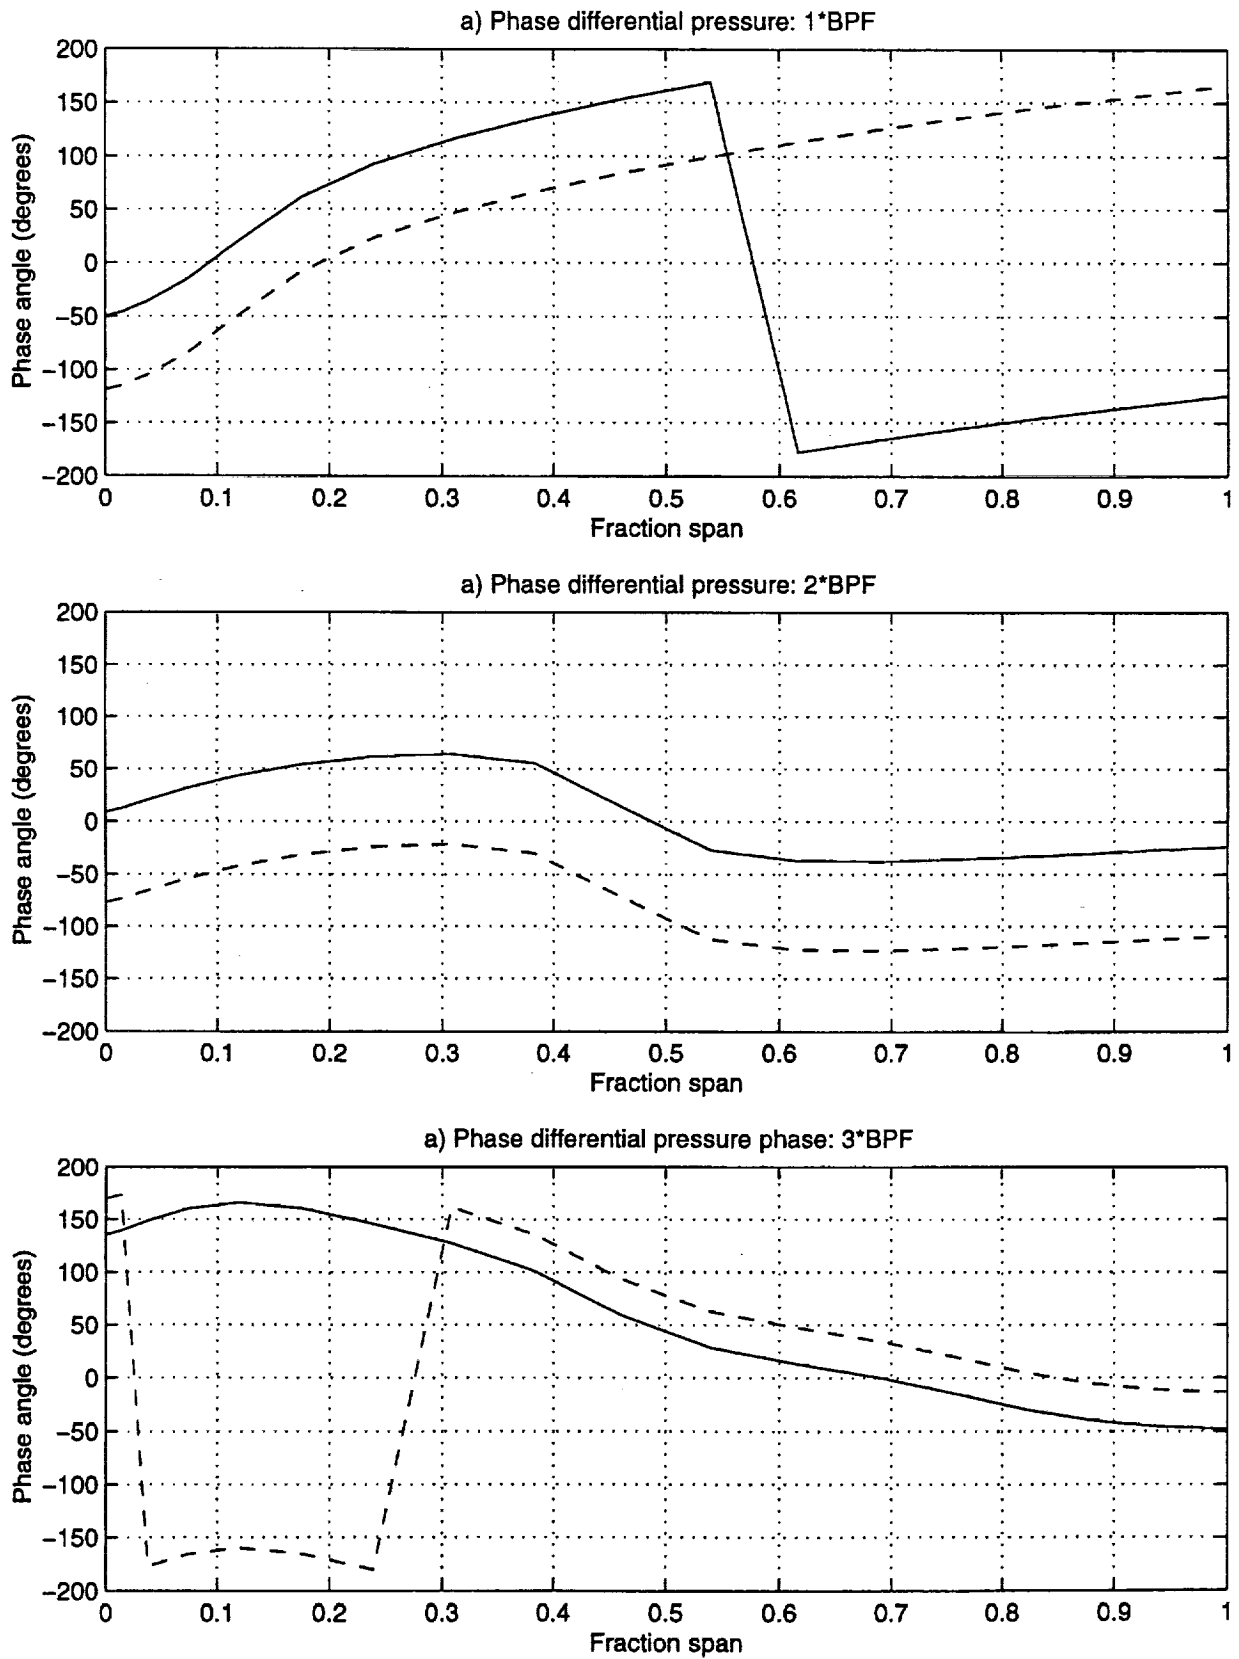 a) Phase differential pressure: 1*BPF
200
150
100
50
0
−50
−100
−150
−200
Phase angle (degrees)
0 0.1 0.2 0.3 0.4 0.5 0.6 0.7 0.8 0.9 1
Fraction span
a) Phase differential pressure: 2*BPF
200
150
100
50
0
−50
−100
−150
−200
Phase angle (degrees)
0 0.1 0.2 0.3 0.4 0.5 0.6 0.7 0.8 0.9 1
Fraction span
a) Phase differential pressure phase: 3*BPF
200
150
100
50
0
−50
−100
−150
−200
Phase angle (degrees)
0 0.1 0.2 0.3 0.4 0.5 0.6 0.7 0.8 0.9 1
Fraction span